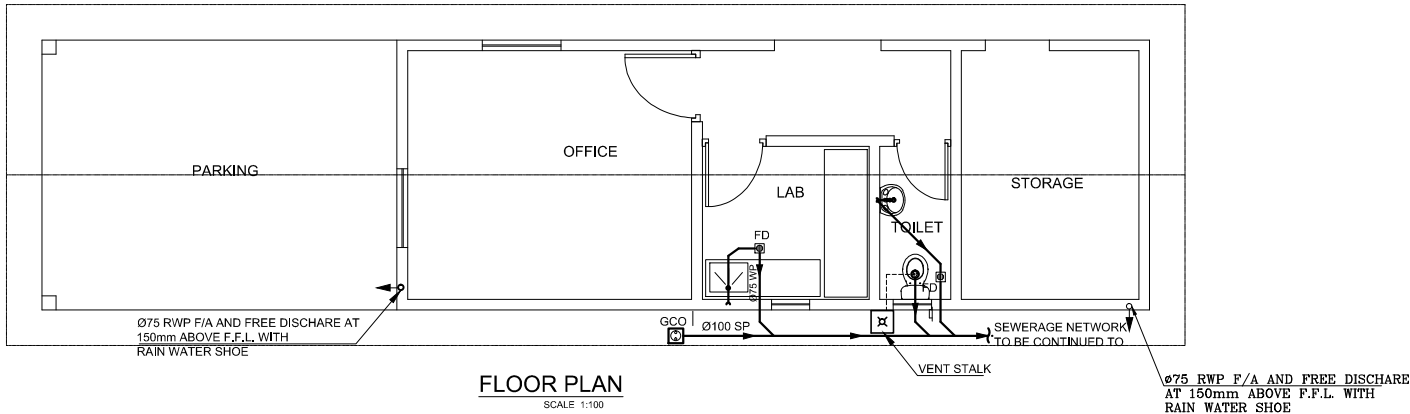 PARKING
OFFICE
LAB
TOILET
STORAGE
FD
Ø75 WP
FD
Ø75 RWP F/A AND FREE DISCHARE AT
150mm ABOVE F.F.L. WITH
RAIN WATER SHOE
GCO
Ø100 SP
SEWERAGE NETWORK
TO BE CONTINUED TO
VENT STALK
Ø75 RWP F/A AND FREE DISCHARE
AT 150mm ABOVE F.F.L. WITH
RAIN WATER SHOE
FLOOR PLAN
SCALE 1:100